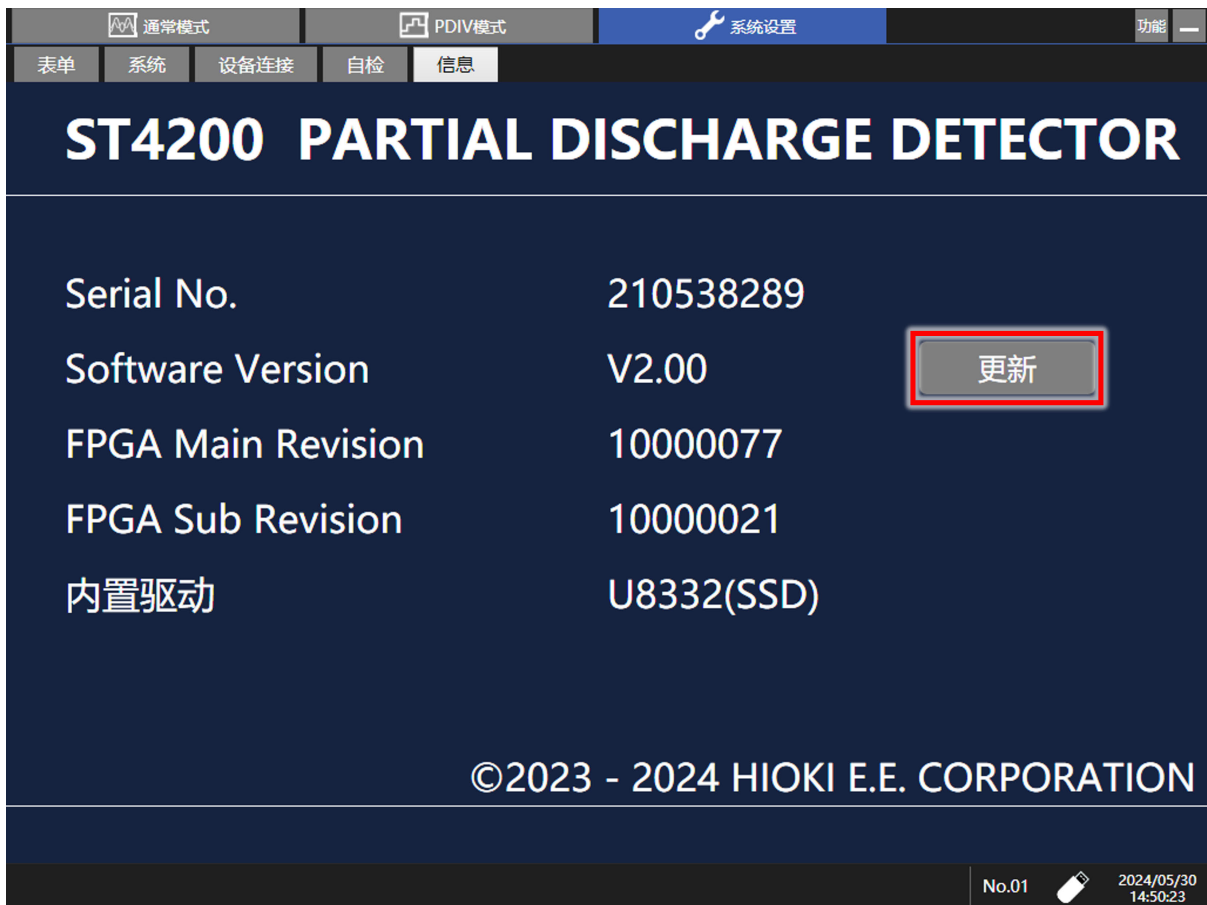 通常模式 PDIV模式 系统设置 功能
表单 系统 设备连接 自检 信息
ST4200 PARTIAL DISCHARGE DETECTOR
Serial No. 210538289
Software Version V2.00 更新
FPGA Main Revision 10000077
FPGA Sub Revision 10000021
内置驱动 U8332(SSD)
©2023 - 2024 HIOKI E.E. CORPORATION
No.01 2024/05/30
14:50:23